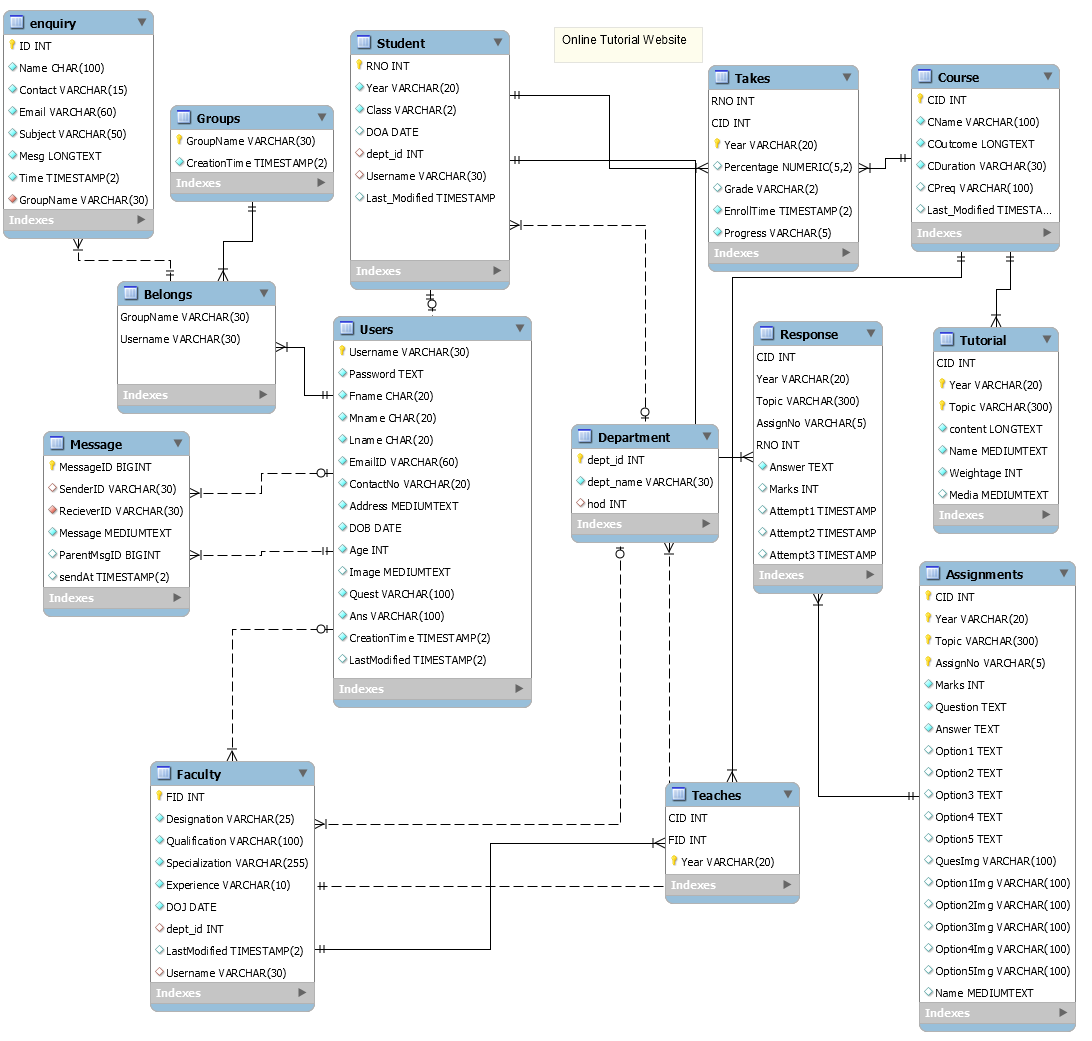 enquiry
ID INT
Name CHAR(100)
Contact VARCHAR(15)
Email VARCHAR(60)
Subject VARCHAR(50)
Mesg LONGTEXT
Time TIMESTAMP(2)
GroupName VARCHAR(30)
Indexes
Groups
GroupName VARCHAR(30)
CreationTime TIMESTAMP(2)
Indexes
Student
RNO INT
Year VARCHAR(20)
Class VARCHAR(2)
DOA DATE
dept_id INT
Username VARCHAR(30)
Last_Modified TIMESTAMP
Indexes
Online Tutorial Website
Takes
RNO INT
CID INT
Year VARCHAR(20)
Percentage NUMERIC(5,2)
Grade VARCHAR(2)
EnrollTime TIMESTAMP(2)
Progress VARCHAR(5)
Indexes
Course
CID INT
CName VARCHAR(100)
COutcome LONGTEXT
CDuration VARCHAR(30)
CPreq VARCHAR(100)
Last_Modified TIMESTA...
Indexes
Belongs
GroupName VARCHAR(30)
Username VARCHAR(30)
Indexes
Users
Username VARCHAR(30)
Password TEXT
Fname CHAR(20)
Mname CHAR(20)
Lname CHAR(20)
EmailID VARCHAR(60)
ContactNo VARCHAR(20)
Address MEDIUMTEXT
DOB DATE
Age INT
Image MEDIUMTEXT
Quest VARCHAR(100)
Ans VARCHAR(100)
CreationTime TIMESTAMP(2)
LastModified TIMESTAMP(2)
Indexes
Response
CID INT
Year VARCHAR(20)
Topic VARCHAR(300)
AssignNo VARCHAR(5)
RNO INT
Answer TEXT
Marks INT
Attempt1 TIMESTAMP
Attempt2 TIMESTAMP
Attempt3 TIMESTAMP
Indexes
Tutorial
CID INT
Year VARCHAR(20)
Topic VARCHAR(300)
content LONGTEXT
Name MEDIUMTEXT
Weightage INT
Media MEDIUMTEXT
Indexes
Message
MessageID BIGINT
SenderID VARCHAR(30)
RecieverID VARCHAR(30)
Message MEDIUMTEXT
ParentMsgID BIGINT
sendAt TIMESTAMP(2)
Indexes
Department
dept_id INT
dept_name VARCHAR(30)
hod INT
Indexes
Assignments
CID INT
Year VARCHAR(20)
Topic VARCHAR(300)
AssignNo VARCHAR(5)
Marks INT
Question TEXT
Answer TEXT
Option1 TEXT
Option2 TEXT
Option3 TEXT
Option4 TEXT
Option5 TEXT
QuesImg VARCHAR(100)
Option1Img VARCHAR(100)
Option2Img VARCHAR(100)
Option3Img VARCHAR(100)
Option4Img VARCHAR(100)
Option5Img VARCHAR(100)
Name MEDIUMTEXT
Indexes
Faculty
FID INT
Designation VARCHAR(25)
Qualification VARCHAR(100)
Specialization VARCHAR(255)
Experience VARCHAR(10)
DOJ DATE
dept_id INT
LastModified TIMESTAMP(2)
Username VARCHAR(30)
Indexes
Teaches
CID INT
FID INT
Year VARCHAR(20)
Indexes